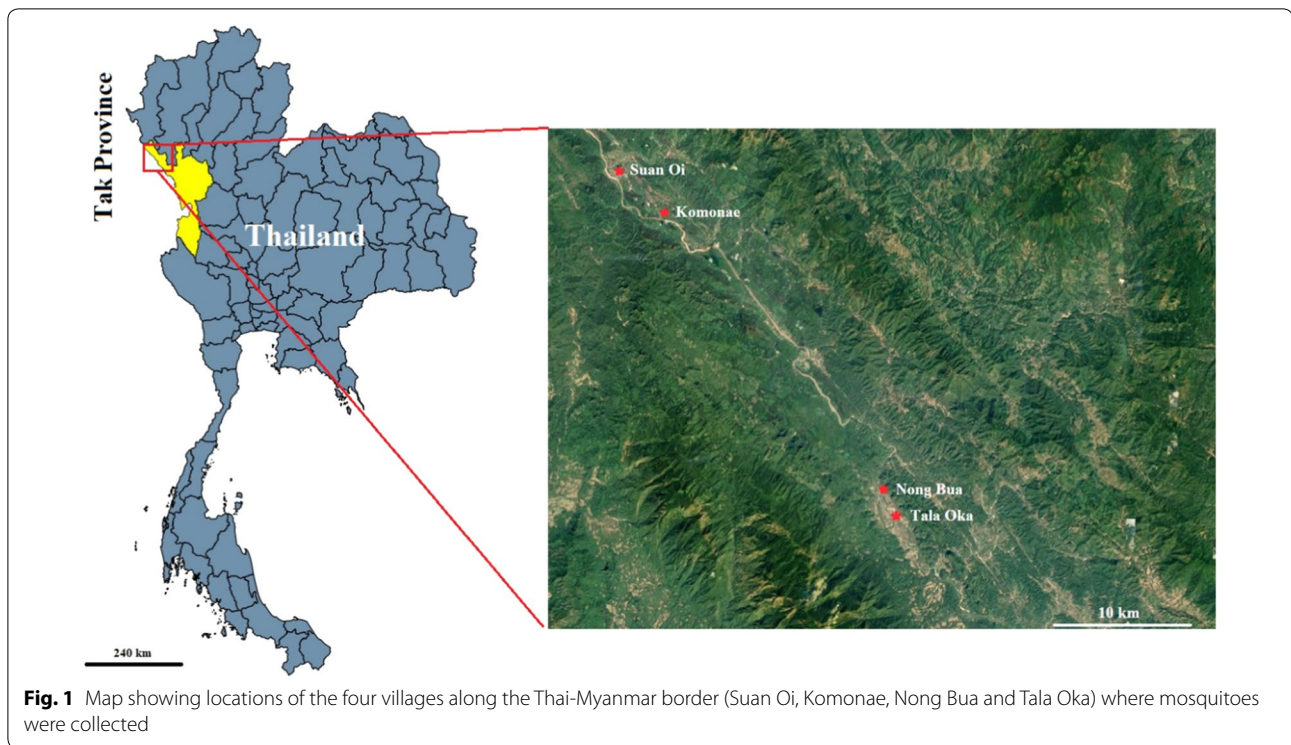 Tak Province
Thailand
240 km
Suan Oi
Komonae
Nong Bua
Tala Oka
10 km
Fig. 1 Map showing locations of the four villages along the Thai-Myanmar border (Suan Oi, Komonae, Nong Bua and Tala Oka) where mosquitoes
were collected